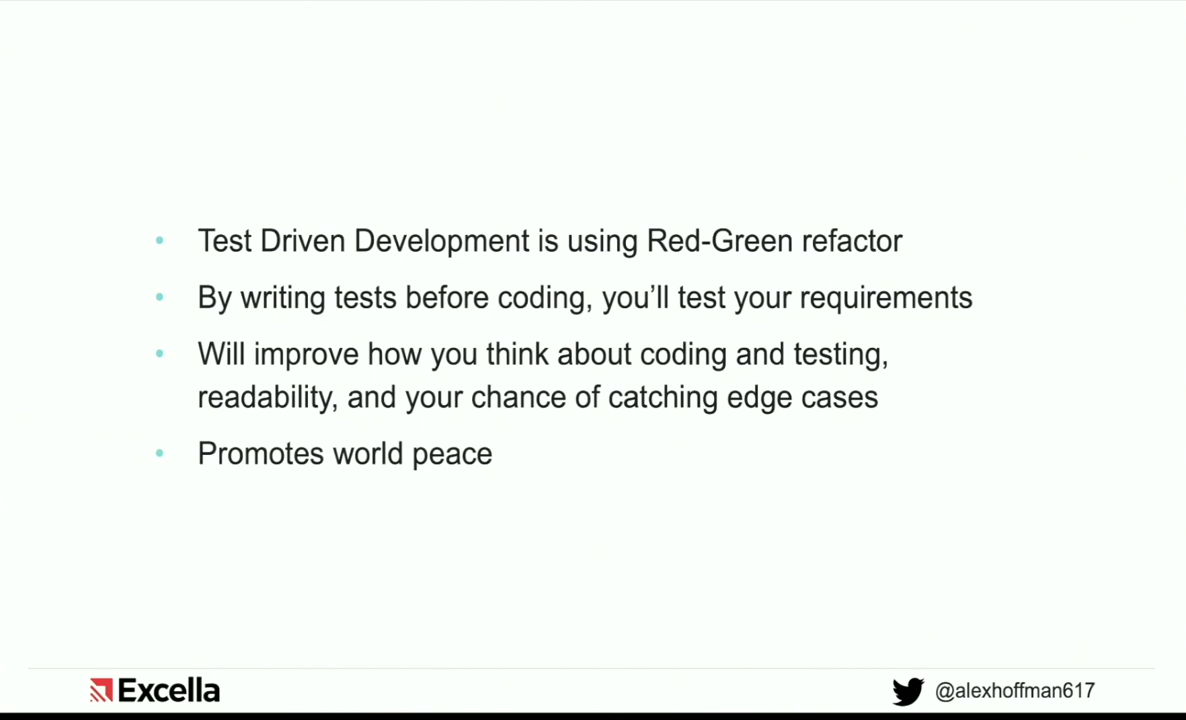 Test Driven Development is using Red-Green refactor
By writing tests before coding, you’ll test your requirements
Will improve how you think about coding and testing,
readability, and your chance of catching edge cases
Promotes world peace
Excella
@alexhoffman617